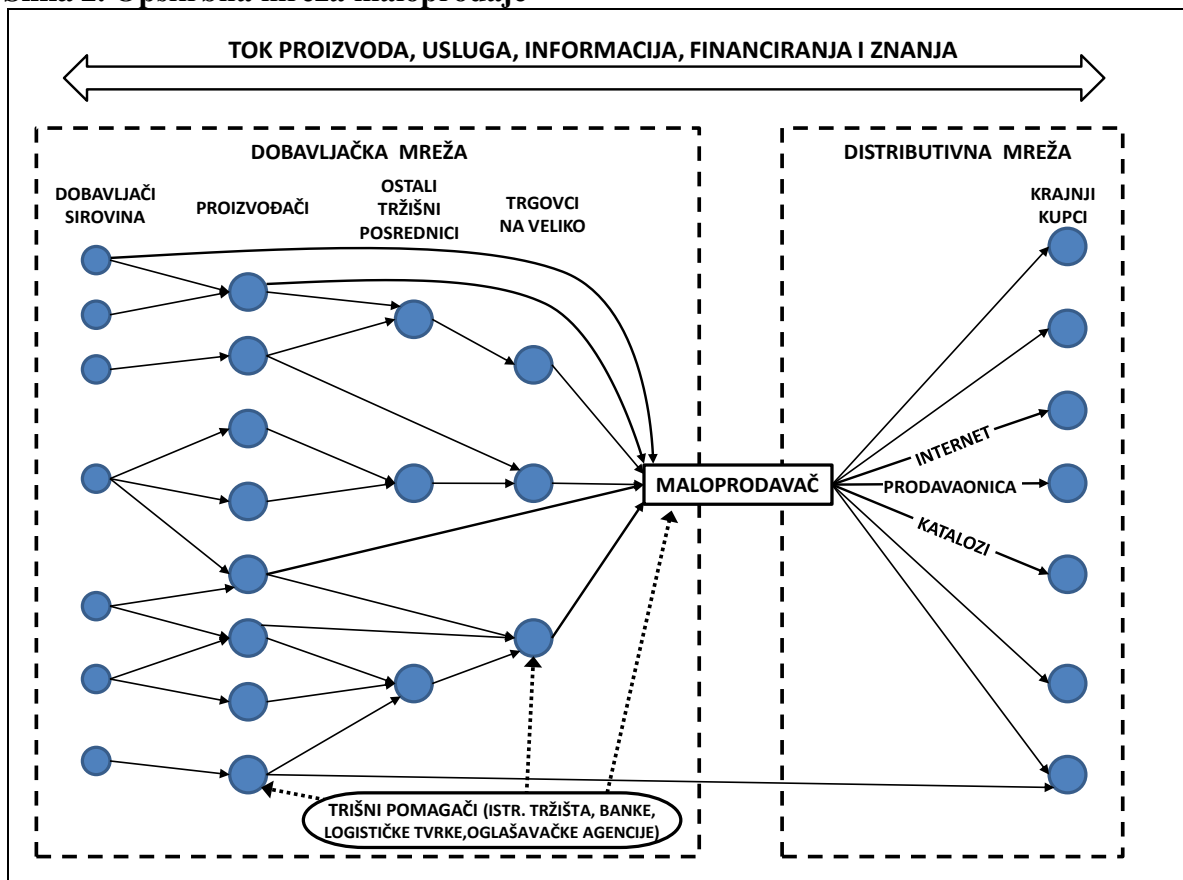 TOK PROIZVODA, USLUGA, INFORMACIJA, FINANCIRANJA I ZNANJA
DOBAVLJAČKA MREŽA
DISTRIBUTIVNA MREŽA
DOBAVLJAČI
SIROVINA
PROIZVOĐAČI
OSTALI
TRŽIŠNI
POSREDNICI
TRGOVCI
NA VELIKO
KRAJNJI
KUPCI
INTERNET
MALOPRODAVAČ
PRODAVAONICA
KATALOZI
TRIŠNI POMAGAČI (ISTR. TRŽIŠTA, BANKE,
LOGISTIČKE TVRKE,OGLAŠAVAČKE AGENCIJE)